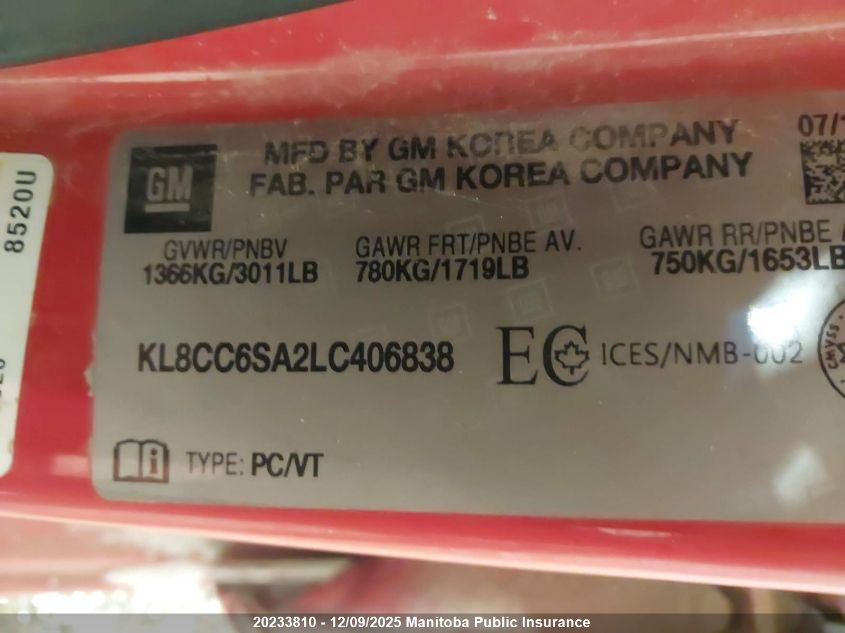 8520U
GM
MFD BY GM KOREA COMPANY
FAB. PAR GM KOREA COMPANY
07/1
GVWR/PNBV
1366KG/3011LB
GAWR FRT/PNBE AV.
780KG/1719LB
GAWR RR/PNBE
750KG/1653LB
KL8CC6SA2LC406838
EC
ICES/NMB-002
CMVSS
TYPE: PC/VT
20233810 - 12/09/2025 Manitoba Public Insurance